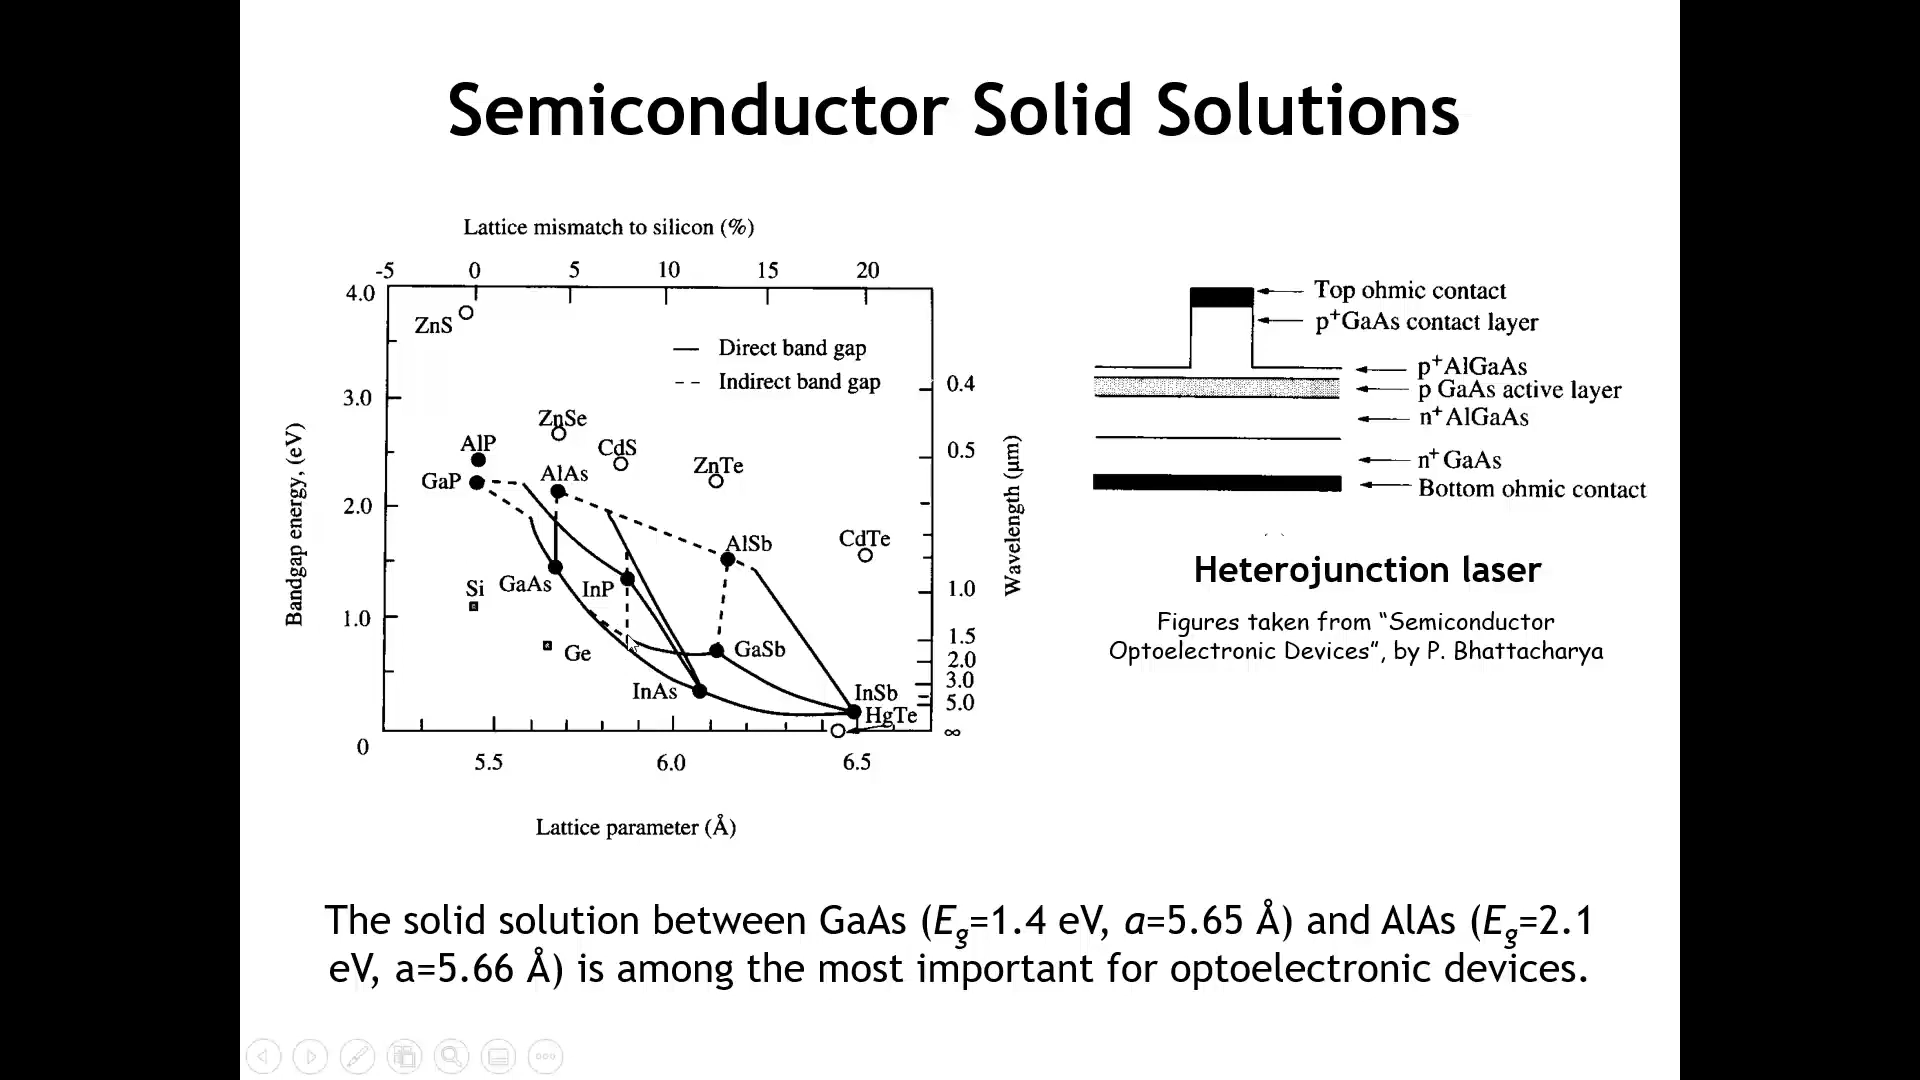 Semiconductor Solid Solutions
Lattice mismatch to silicon (%)
-5 0 5 10 15 20
4.0
3.0
2.0
1.0
0
Bandgap energy, (eV)
ZnS
Direct band gap
Indirect band gap
ZnSe
AlP
CdS
GaP
AlAs
ZnTe
AlSb
CdTe
Si
GaAs
InP
Ge
GaSb
InAs
InSb
HgTe
0.4
0.5
1.0
1.5
2.0
3.0
5.0
∞
Wavelength (μm)
5.5 6.0 6.5
Lattice parameter (Å)
Top ohmic contact
p+GaAs contact layer
p+AlGaAs
p GaAs active layer
n+AlGaAs
n+ GaAs
Bottom ohmic contact
Heterojunction laser
Figures taken from “Semiconductor
Optoelectronic Devices”, by P. Bhattacharya
The solid solution between GaAs (Eg=1.4 eV, a=5.65 Å) and AlAs (Eg=2.1
eV, a=5.66 Å) is among the most important for optoelectronic devices.